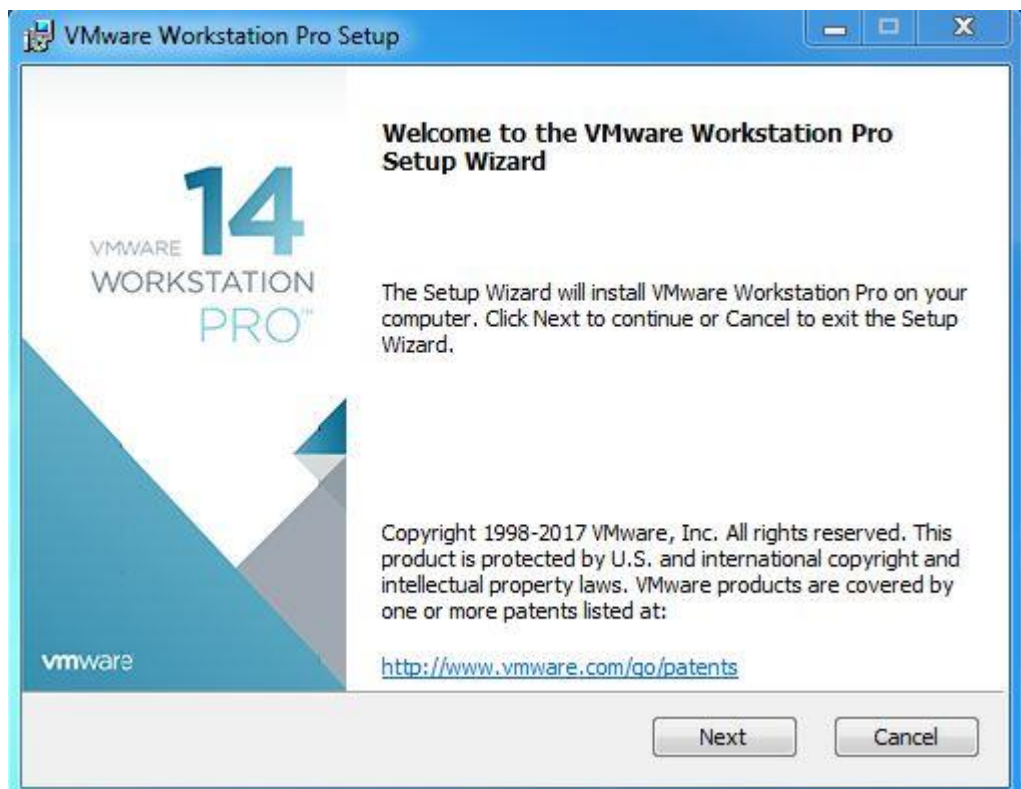 VMware Workstation Pro Setup
14
VMWARE
WORKSTATION
PRO™
vmware
Welcome to the VMware Workstation Pro
Setup Wizard
The Setup Wizard will install VMware Workstation Pro on your
computer. Click Next to continue or Cancel to exit the Setup
Wizard.
Copyright 1998-2017 VMware, Inc. All rights reserved. This
product is protected by U.S. and international copyright and
intellectual property laws. VMware products are covered by
one or more patents listed at:
http://www.vmware.com/go/patents
Next
Cancel